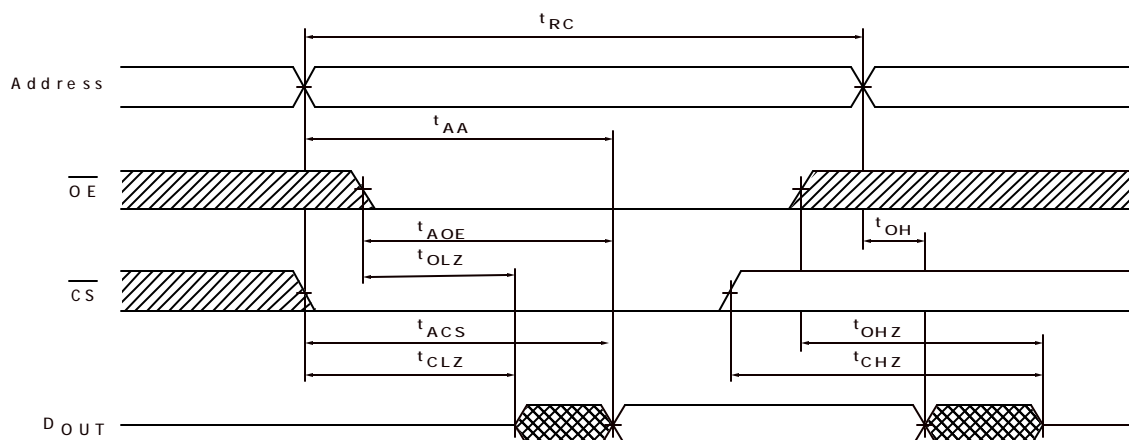 tRC
Address
tAA
OE
tAOE
tOH
tOLZ
CS
tACS
tOHZ
tCLZ
tCHZ
DOUT